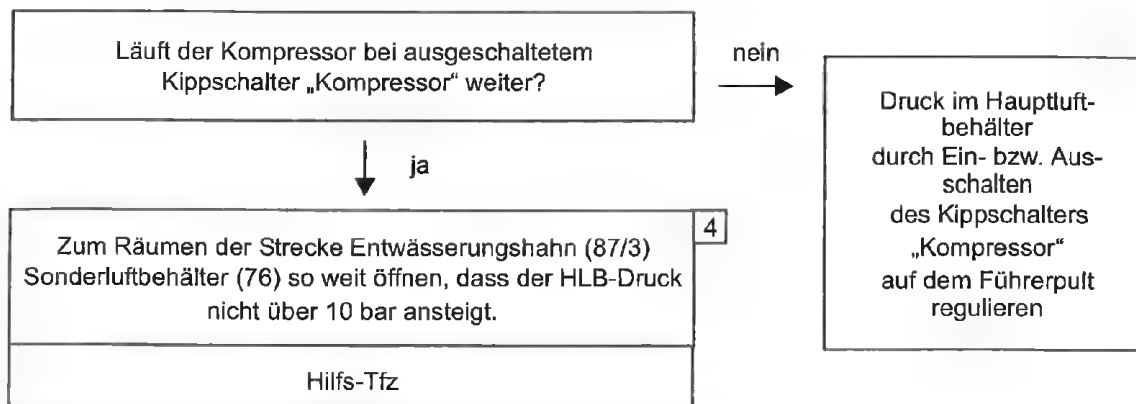 Läuft der Kompressor bei ausgeschaltetem
Kippschalter „Kompressor“ weiter?
nein
Druck im Hauptluft-
behälter
durch Ein- bzw. Aus-
schalten
des Kippschalters
„Kompressor“
auf dem Führerpult
regulieren
ja
4
Zum Räumen der Strecke Entwässerungshahn (87/3)
Sonderluftbehälter (76) so weit öffnen, dass der HLB-Druck
nicht über 10 bar ansteigt.
Hilfs-Tfz